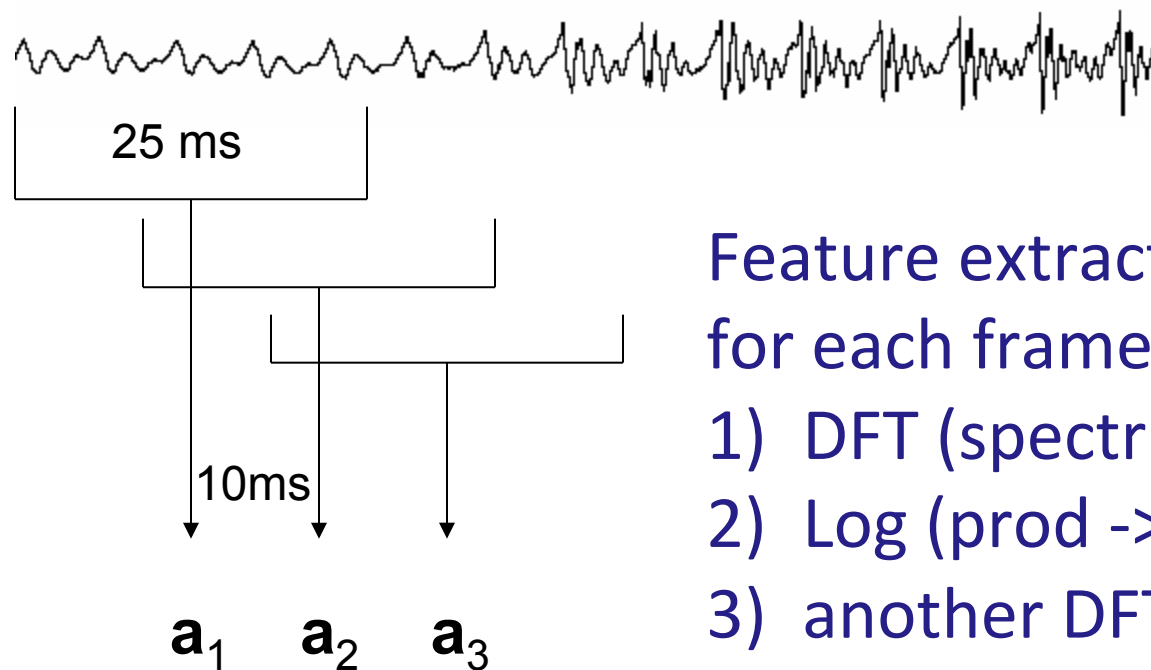 25 ms
10ms
a₁ a₂ a₃
Feature extract
for each frame
1) DFT (spectr
2) Log (prod ->
3) another DFT